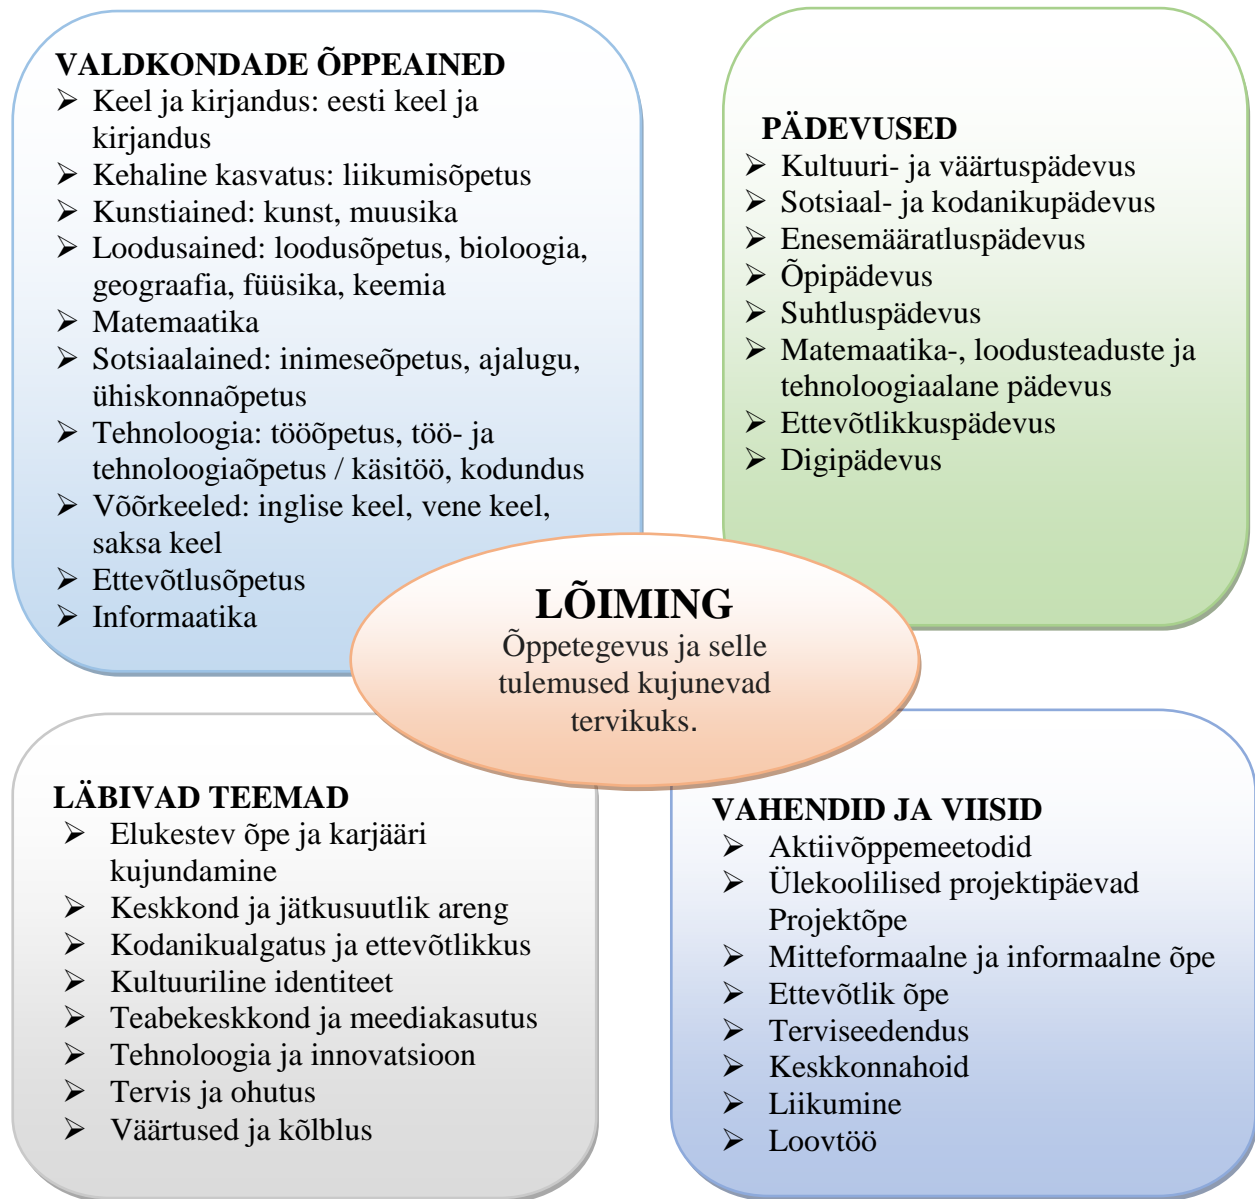 VALDKONDADE ÕPPEAINED
➢ Keel ja kirjandus: eesti keel ja
kirjandus
➢ Kehaline kasvatus: liikumisõpetus
➢ Kunstiained: kunst, muusika
➢ Loodusained: loodusõpetus, bioloogia,
geograafia, füüsika, keemia
➢ Matemaatika
➢ Sotsiaalained: inimeseõpetus, ajalugu,
ühiskonnaõpetus
➢ Tehnoloogia: tööõpetus, töö- ja
tehnoloogiaõpetus / käsitöö, kodundus
➢ Võõrkeeled: inglise keel, vene keel,
saksa keel
➢ Ettevõtlusõpetus
➢ Informaatika
PÄDEVUSED
➢ Kultuuri- ja väärtuspädevus
➢ Sotsiaal- ja kodanikupädevus
➢ Enesemääratluspädevus
➢ Õpipädevus
➢ Suhtluspädevus
➢ Matemaatika-, loodusteaduste ja
tehnoloogiaalane pädevus
➢ Ettevõtlikkuspädevus
➢ Digipädevus
LÕIMING
Õppetegevus ja selle
tulemused kujunevad
tervikuks.
LÄBIVAD TEEMAD
➢ Elukestev õpe ja karjääri
kujundamine
➢ Keskkond ja jätkusuutlik areng
➢ Kodanikualgatus ja ettevõtlikkus
➢ Kultuuriline identiteet
➢ Teabekeskkond ja meediakasutus
➢ Tehnoloogia ja innovatsioon
➢ Tervis ja ohutus
➢ Väärtused ja kõlblus
VAHENDID JA VIISID
➢ Aktiivõppemeetodid
➢ Ülekoolilised projektipäevad
Projektõpe
➢ Mitteformaalne ja informaalne õpe
➢ Ettevõtlik õpe
➢ Terviseedendus
➢ Keskkonnahoid
➢ Liikumine
➢ Loovtöö